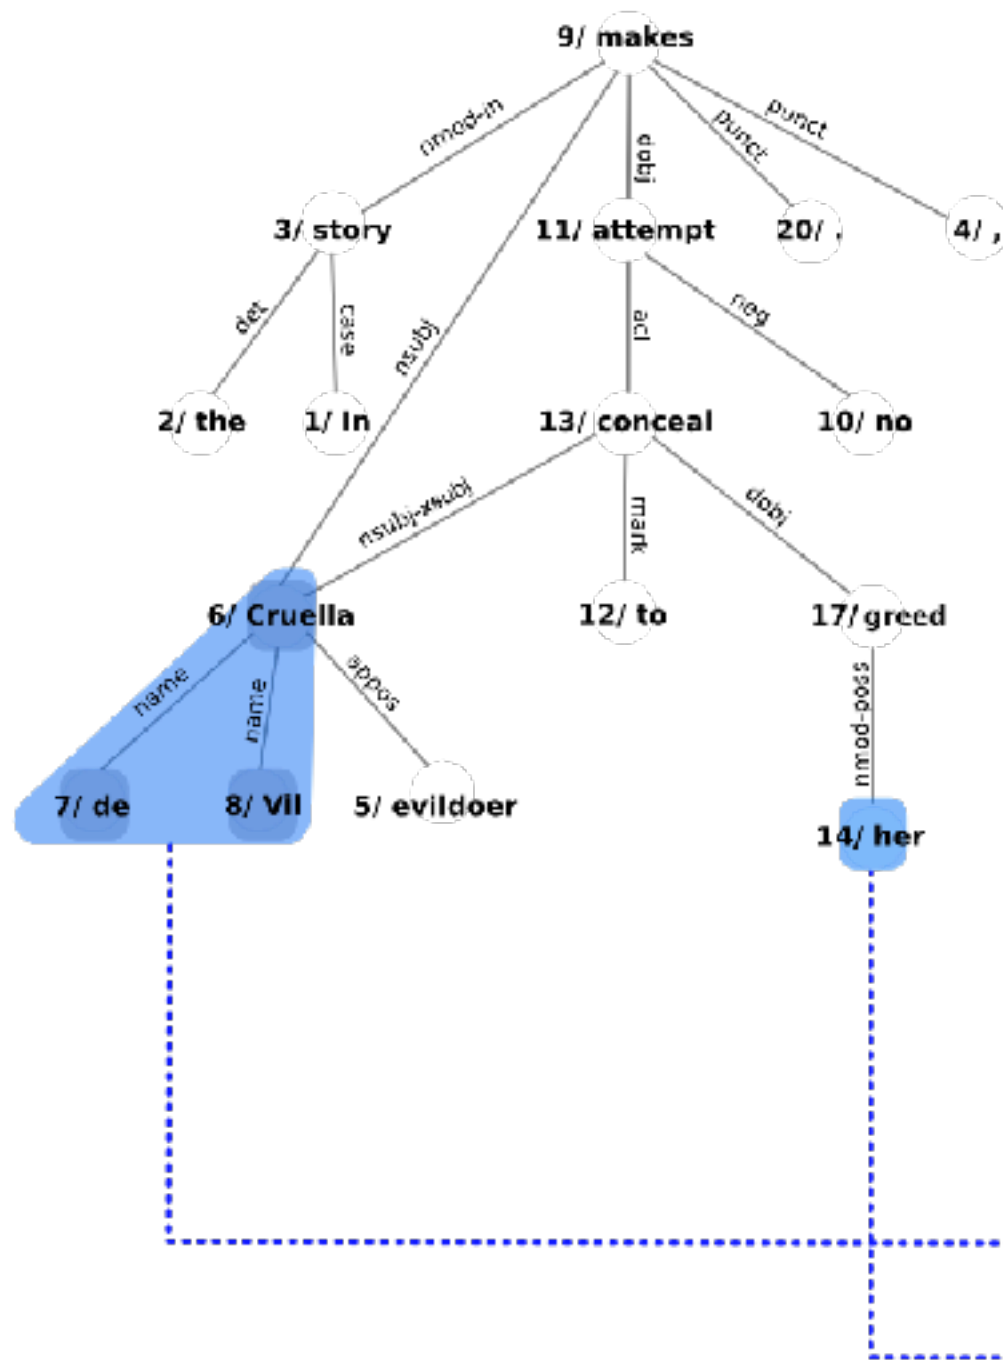 9/ makes
nmod-in
dobj
punct
punct
3/ story
11/ attempt
20/ .
4/ ,
det
case
nsubj
acl
neg
2/ the
1/ In
13/ conceal
10/ no
nsubj-xsubj
mark
dobj
6/ Cruella
12/ to
17/ greed
name
name
appos
nmod-poss
7/ de
8/ Vil
5/ evildoer
14/ her